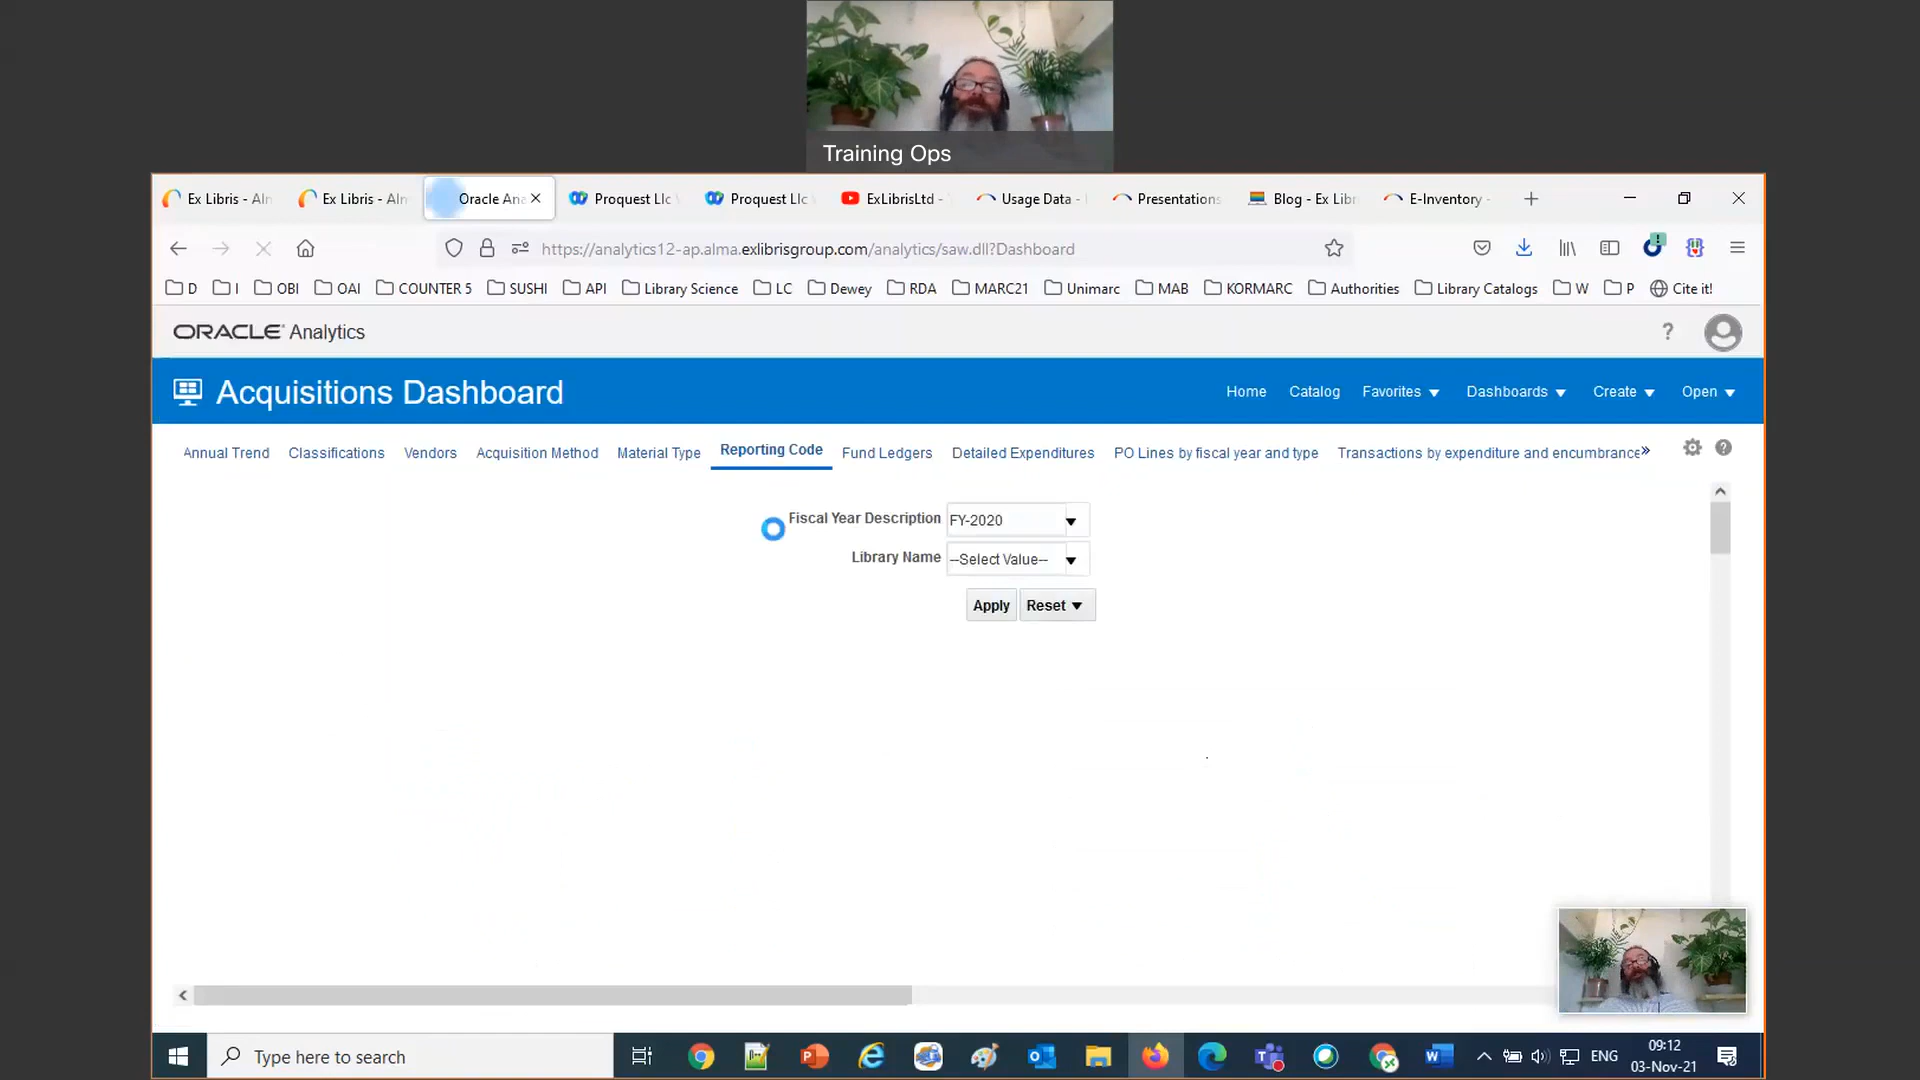 Training Ops
Ex Libris - Alm
Ex Libris - Alm
Oracle Ana
Proquest Llc
Proquest Llc
ExLibrisLtd -
Usage Data -
Presentations
Blog - Ex Libr
E-Inventory -
https://analytics12-ap.alma.exlibrisgroup.com/analytics/saw.dll?Dashboard
D
I
OBI
OAI
COUNTER 5
SUSHI
API
Library Science
LC
Dewey
RDA
MARC21
Unimarc
MAB
KORMARC
Authorities
Library Catalogs
W
P
Cite it!
ORACLE Analytics
?
Acquisitions Dashboard
Home
Catalog
Favorites
Dashboards
Create
Open
Annual Trend
Classifications
Vendors
Acquisition Method
Material Type
Reporting Code
Fund Ledgers
Detailed Expenditures
PO Lines by fiscal year and type
Transactions by expenditure and encumbrance
»
Fiscal Year Description FY-2020
Library Name --Select Value--
Apply
Reset
Type here to search
ENG
09:12
03-Nov-21